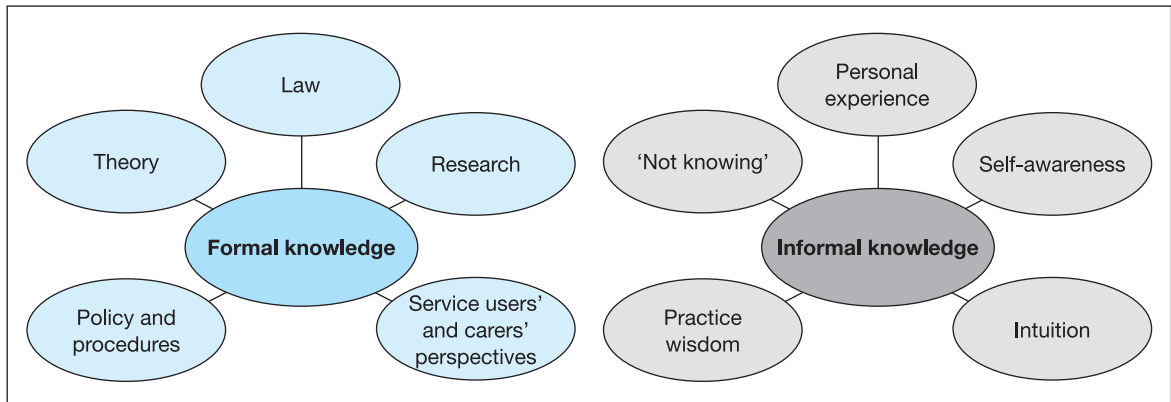 Law
Theory
Research
Formal knowledge
Policy and
procedures
Service users’
and carers’
perspectives
Personal
experience
‘Not knowing’
Self-awareness
Informal knowledge
Practice
wisdom
Intuition